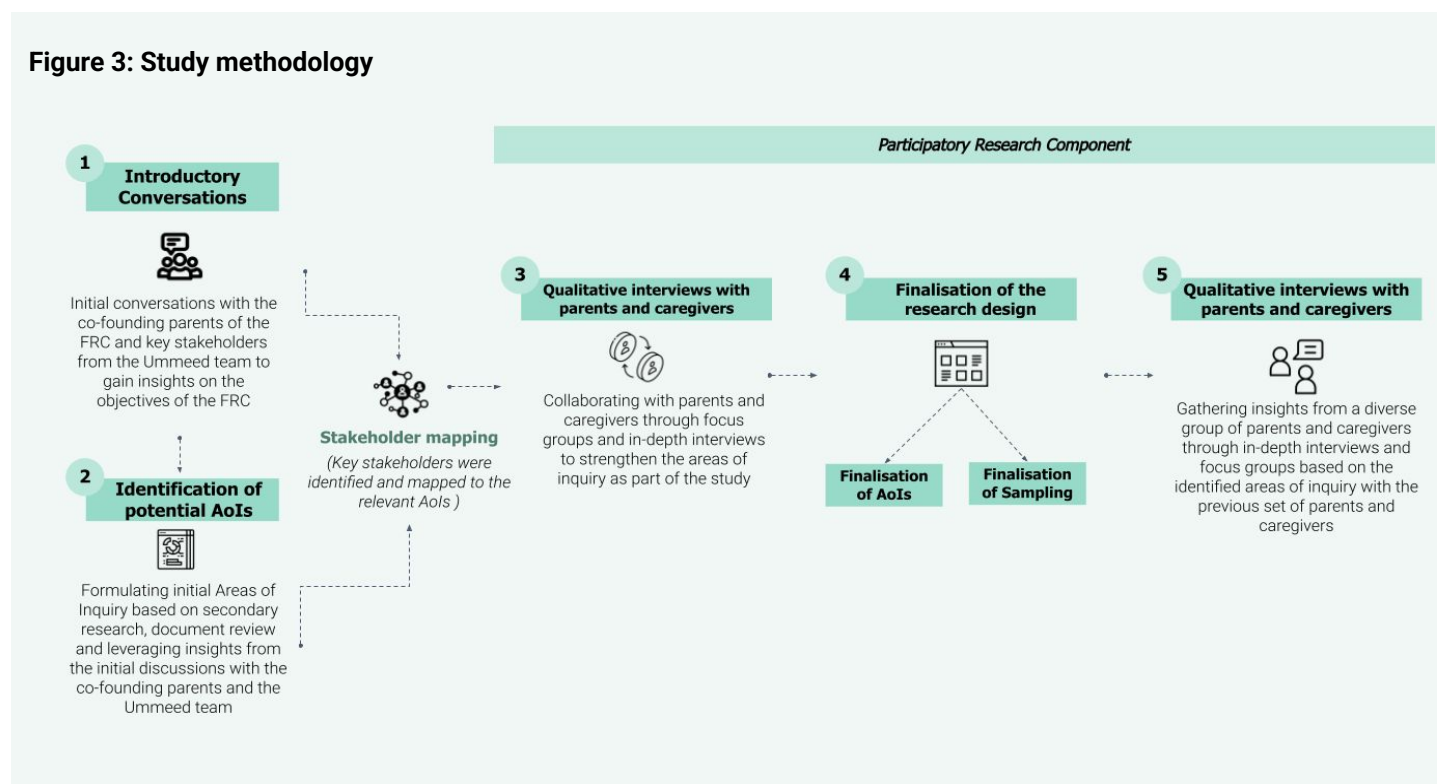 Figure 3: Study methodology
Participatory Research Component
1
Introductory
Conversations
Initial conversations with the
co-founding parents of the
FRC and key stakeholders
from the Ummeed team to
gain insights on the
objectives of the FRC
2
Identification of
potential AoIs
Formulating initial Areas of
Inquiry based on secondary
research, document review
and leveraging insights from
the initial discussions with the
co-founding parents and the
Ummeed team
Stakeholder mapping
(Key stakeholders were
identified and mapped to the
relevant AoIs )
3
Qualitative interviews with
parents and caregivers
Collaborating with parents and
caregivers through focus
groups and in-depth interviews
to strengthen the areas of
inquiry as part of the study
4
Finalisation of the
research design
Finalisation
of AoIs
Finalisation
of Sampling
5
Qualitative interviews with
parents and caregivers
Gathering insights from a diverse
group of parents and caregivers
through in-depth interviews and
focus groups based on the
identified areas of inquiry with the
previous set of parents and
caregivers